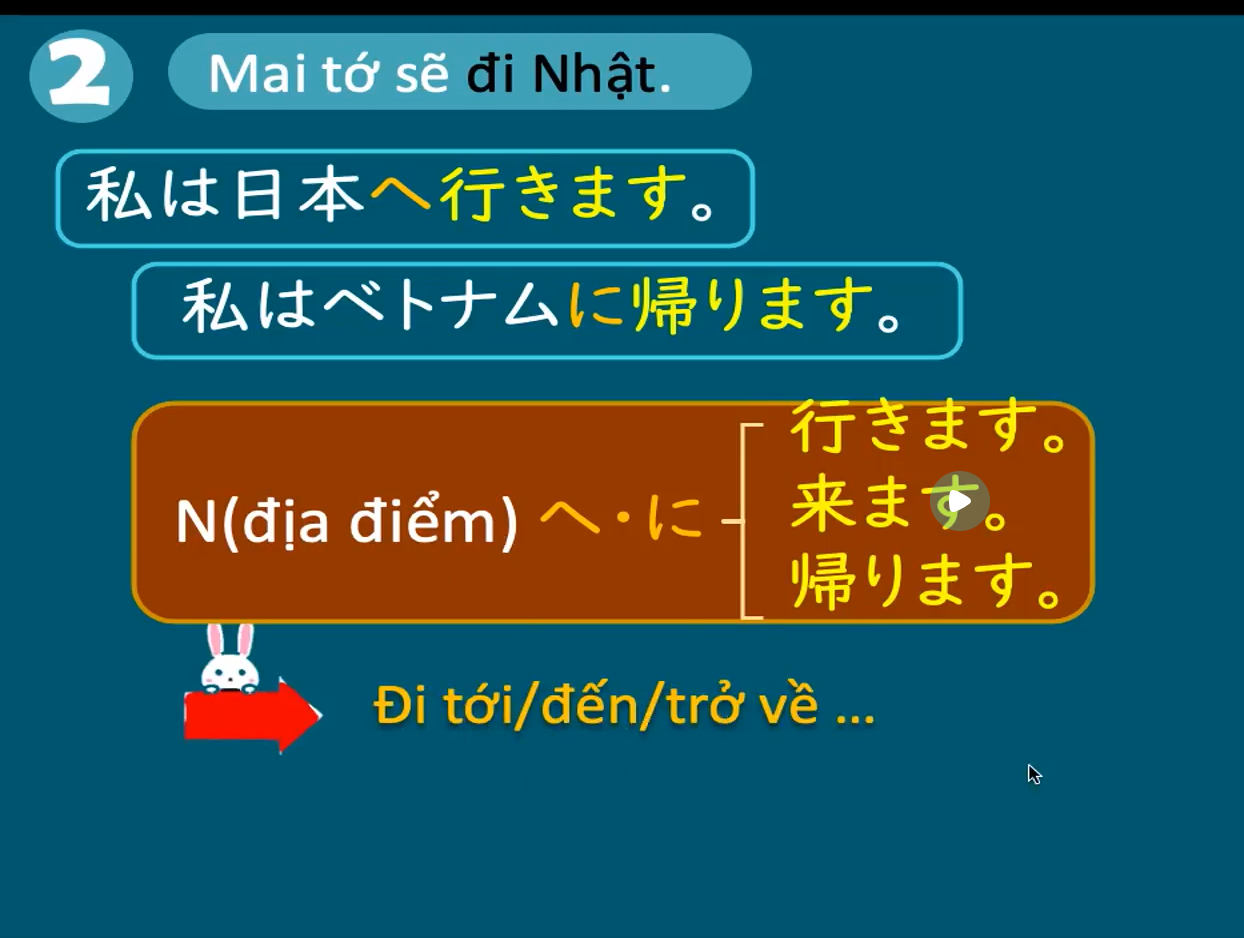 2
Mai tớ sẽ đi Nhật.
私は日本へ行きます。
私はベトナムに帰ります。
N(địa điểm) へ・に
行きます。
来ます。
帰ります。
Đi tới/đến/trở về ...